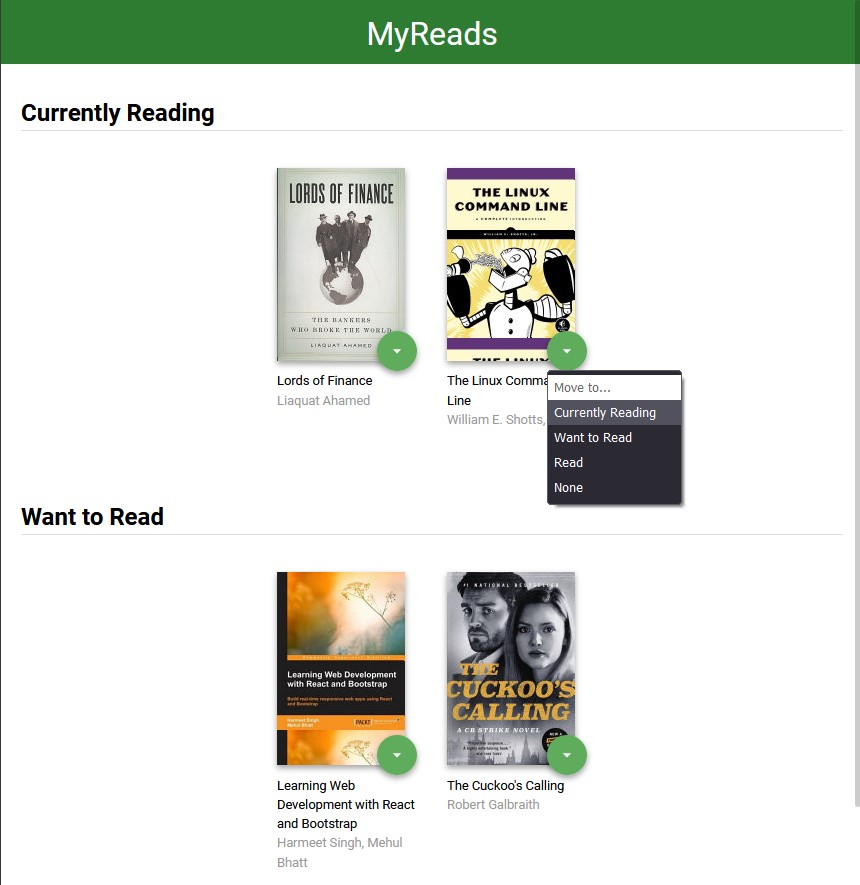 MyReads
Currently Reading
LORDS OF FINANCE
THE BANKERS
WHO BROKE THE WORLD
LIAQUAT AHAMED
THE LINUX
COMMAND LINE
A COMPLETE INTRODUCTION
WILLIAM E. SHOTTS, JR.
THE LINUX
Lords of Finance
Liaquat Ahamed
The Linux Comma
Line
William E. Shotts,
Move to...
Currently Reading
Want to Read
Read
None
Want to Read
Learning Web Development
with React and Bootstrap
Build real-time responsive web apps using React
and Bootstrap
Harmeet Singh
Mehul Bhatt
PACKT
#1 NATIONAL BESTSELLER
THE
CUCKOO'S
CALLING
A CB STRIKE NOVEL
NEW A
Learning Web
Development with React
and Bootstrap
Harmeet Singh, Mehul
Bhatt
The Cuckoo's Calling
Robert Galbraith